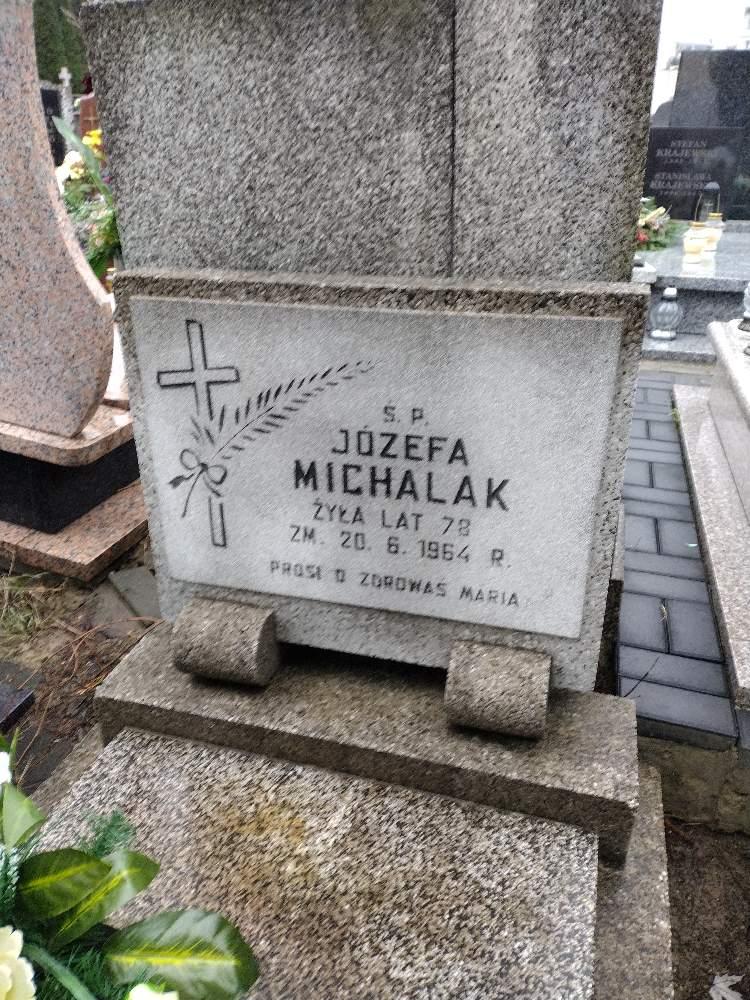 Ś. P.
JÓZEFA
MICHALAK
ŻYŁA LAT 78
ZM. 20. 6. 1964 R.
PROSI O ZDROWAŚ MARIA
STEFAN
KRAJEWSKI
STANISŁAWA
KRAJEWSKA